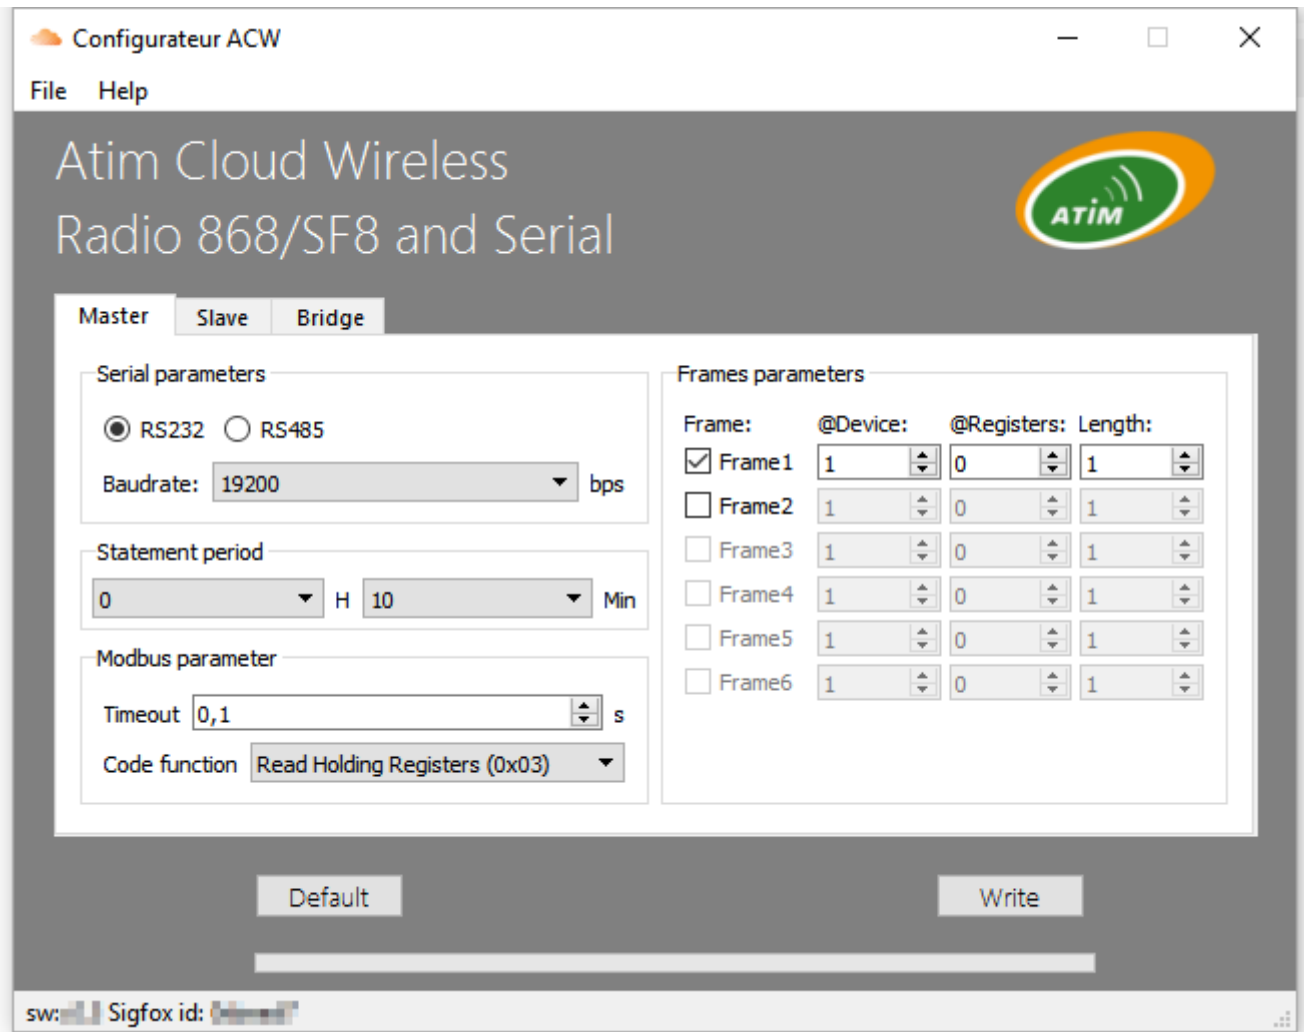 Configurateur ACW
File Help
Atim Cloud Wireless
Radio 868/SF8 and Serial
ATiM
Master Slave Bridge
Serial parameters
RS232 RS485
Baudrate: 19200 bps
Statement period
0 H 10 Min
Modbus parameter
Timeout 0,1 s
Code function Read Holding Registers (0x03)
Frames parameters
Frame: @Device: @Registers: Length:
Frame1 1 0 1
Frame2 1 0 1
Frame3 1 0 1
Frame4 1 0 1
Frame5 1 0 1
Frame6 1 0 1
Default Write
sw: Sigfox id: